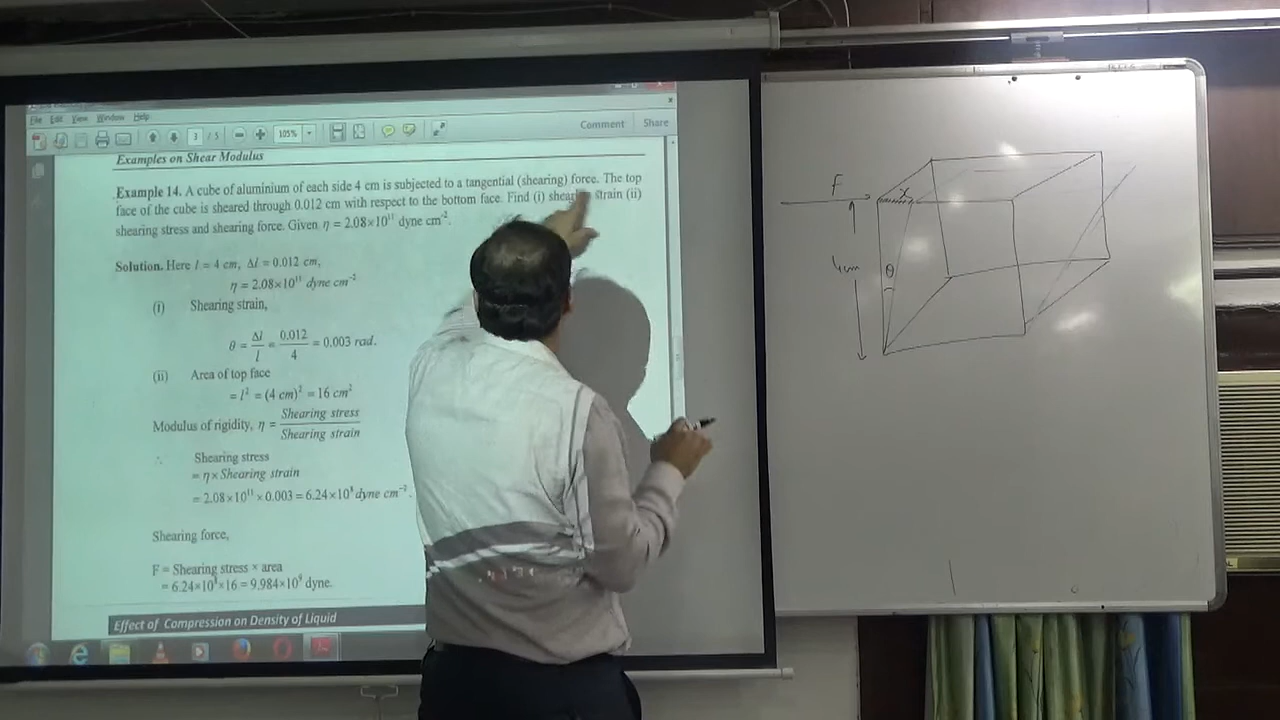 File Edit View Window Help
3 / 5
105%
Comment Share
Examples on Shear Modulus
Example 14. A cube of aluminium of each side 4 cm is subjected to a tangential (shearing) force. The top
face of the cube is sheared through 0.012 cm with respect to the bottom face. Find (i) strain (ii)
shearing stress and shearing force. Given η = 2.08×10¹¹ dyne cm⁻².
Solution. Here l = 4 cm, Δl = 0.012 cm,
η = 2.08×10¹¹ dyne cm⁻²
(i) Shearing strain,
θ = Δl/l = 0.012/4 = 0.003 rad.
(ii) Area of top face
= l² = (4 cm)² = 16 cm²
Modulus of rigidity, η = Shearing stress / Shearing strain
∴ Shearing stress
= η × Shearing strain
= 2.08×10¹¹ × 0.003 = 6.24×10⁸ dyne cm⁻².
Shearing force,
F = Shearing stress × area
= 6.24×10⁸ ×16 = 9.984×10⁹ dyne.
Effect of Compression on Density of Liquid
F
x
θ
4cm